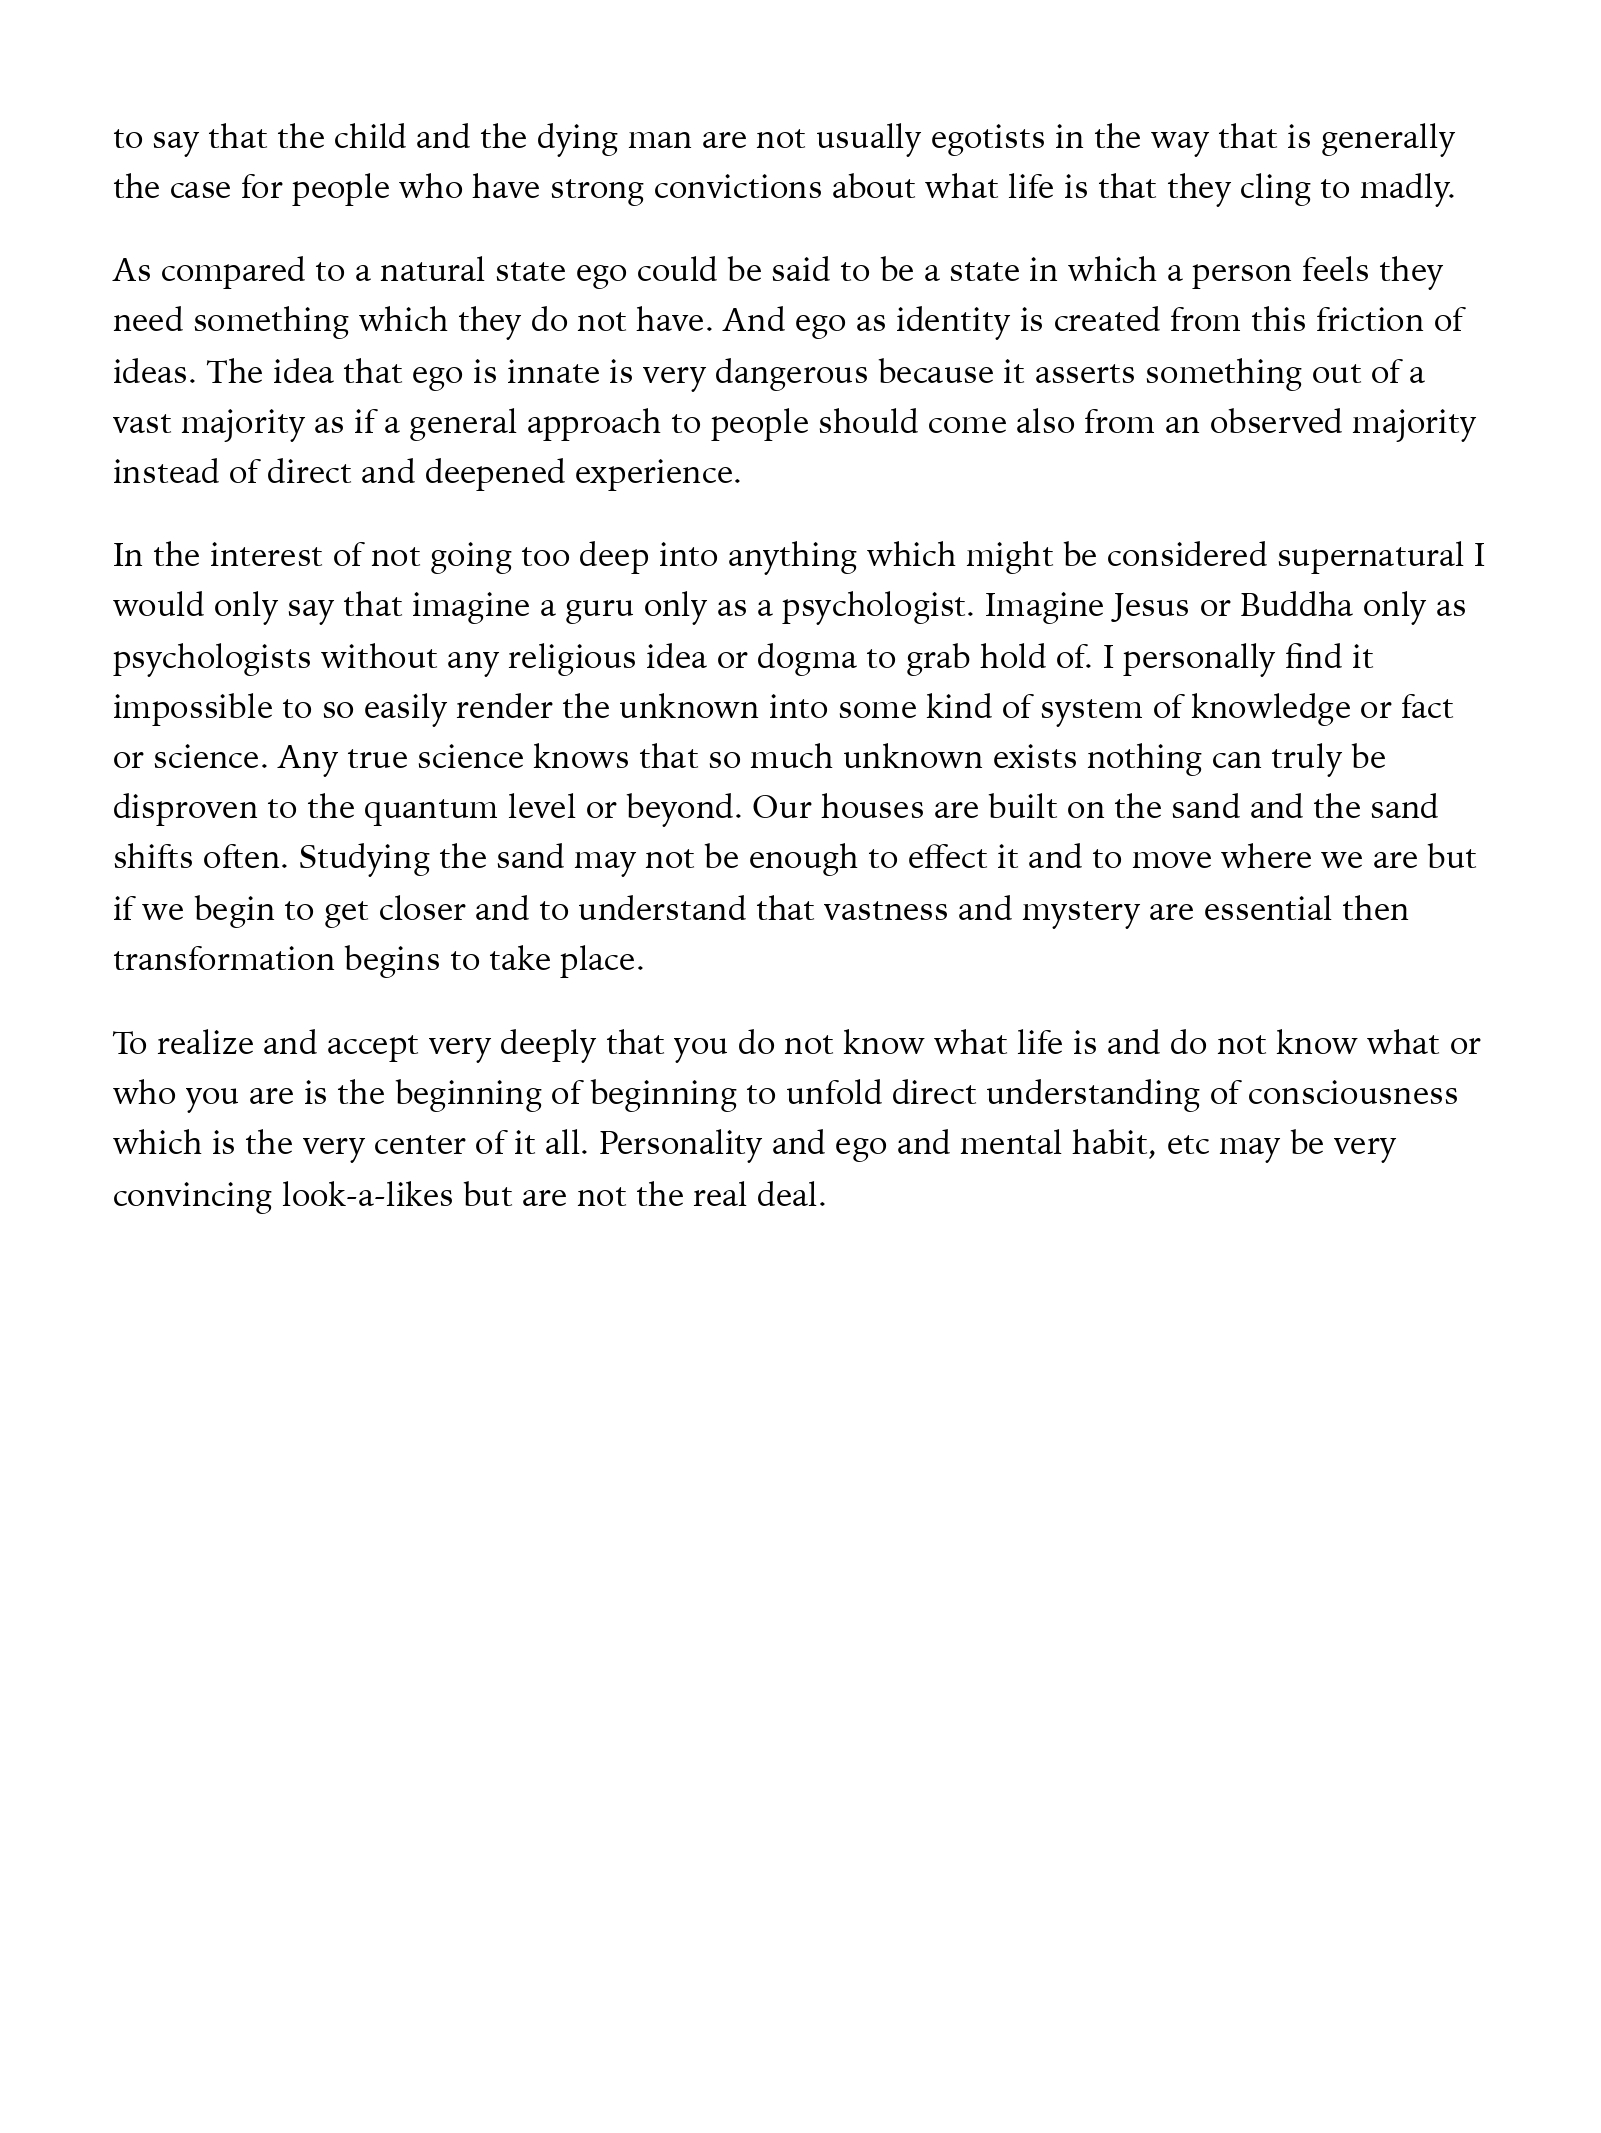 to say that the child and the dying man are not usually egotists in the way that is generally
the case for people who have strong convictions about what life is that they cling to madly.
As compared to a natural state ego could be said to be a state in which a person feels they
need something which they do not have. And ego as identity is created from this friction of
ideas. The idea that ego is innate is very dangerous because it asserts something out of a
vast majority as if a general approach to people should come also from an observed majority
instead of direct and deepened experience.
In the interest of not going too deep into anything which might be considered supernatural I
would only say that imagine a guru only as a psychologist. Imagine Jesus or Buddha only as
psychologists without any religious idea or dogma to grab hold of. I personally find it
impossible to so easily render the unknown into some kind of system of knowledge or fact
or science. Any true science knows that so much unknown exists nothing can truly be
disproven to the quantum level or beyond. Our houses are built on the sand and the sand
shifts often. Studying the sand may not be enough to effect it and to move where we are but
if we begin to get closer and to understand that vastness and mystery are essential then
transformation begins to take place.
To realize and accept very deeply that you do not know what life is and do not know what or
who you are is the beginning of beginning to unfold direct understanding of consciousness
which is the very center of it all. Personality and ego and mental habit, etc may be very
convincing look-a-likes but are not the real deal.